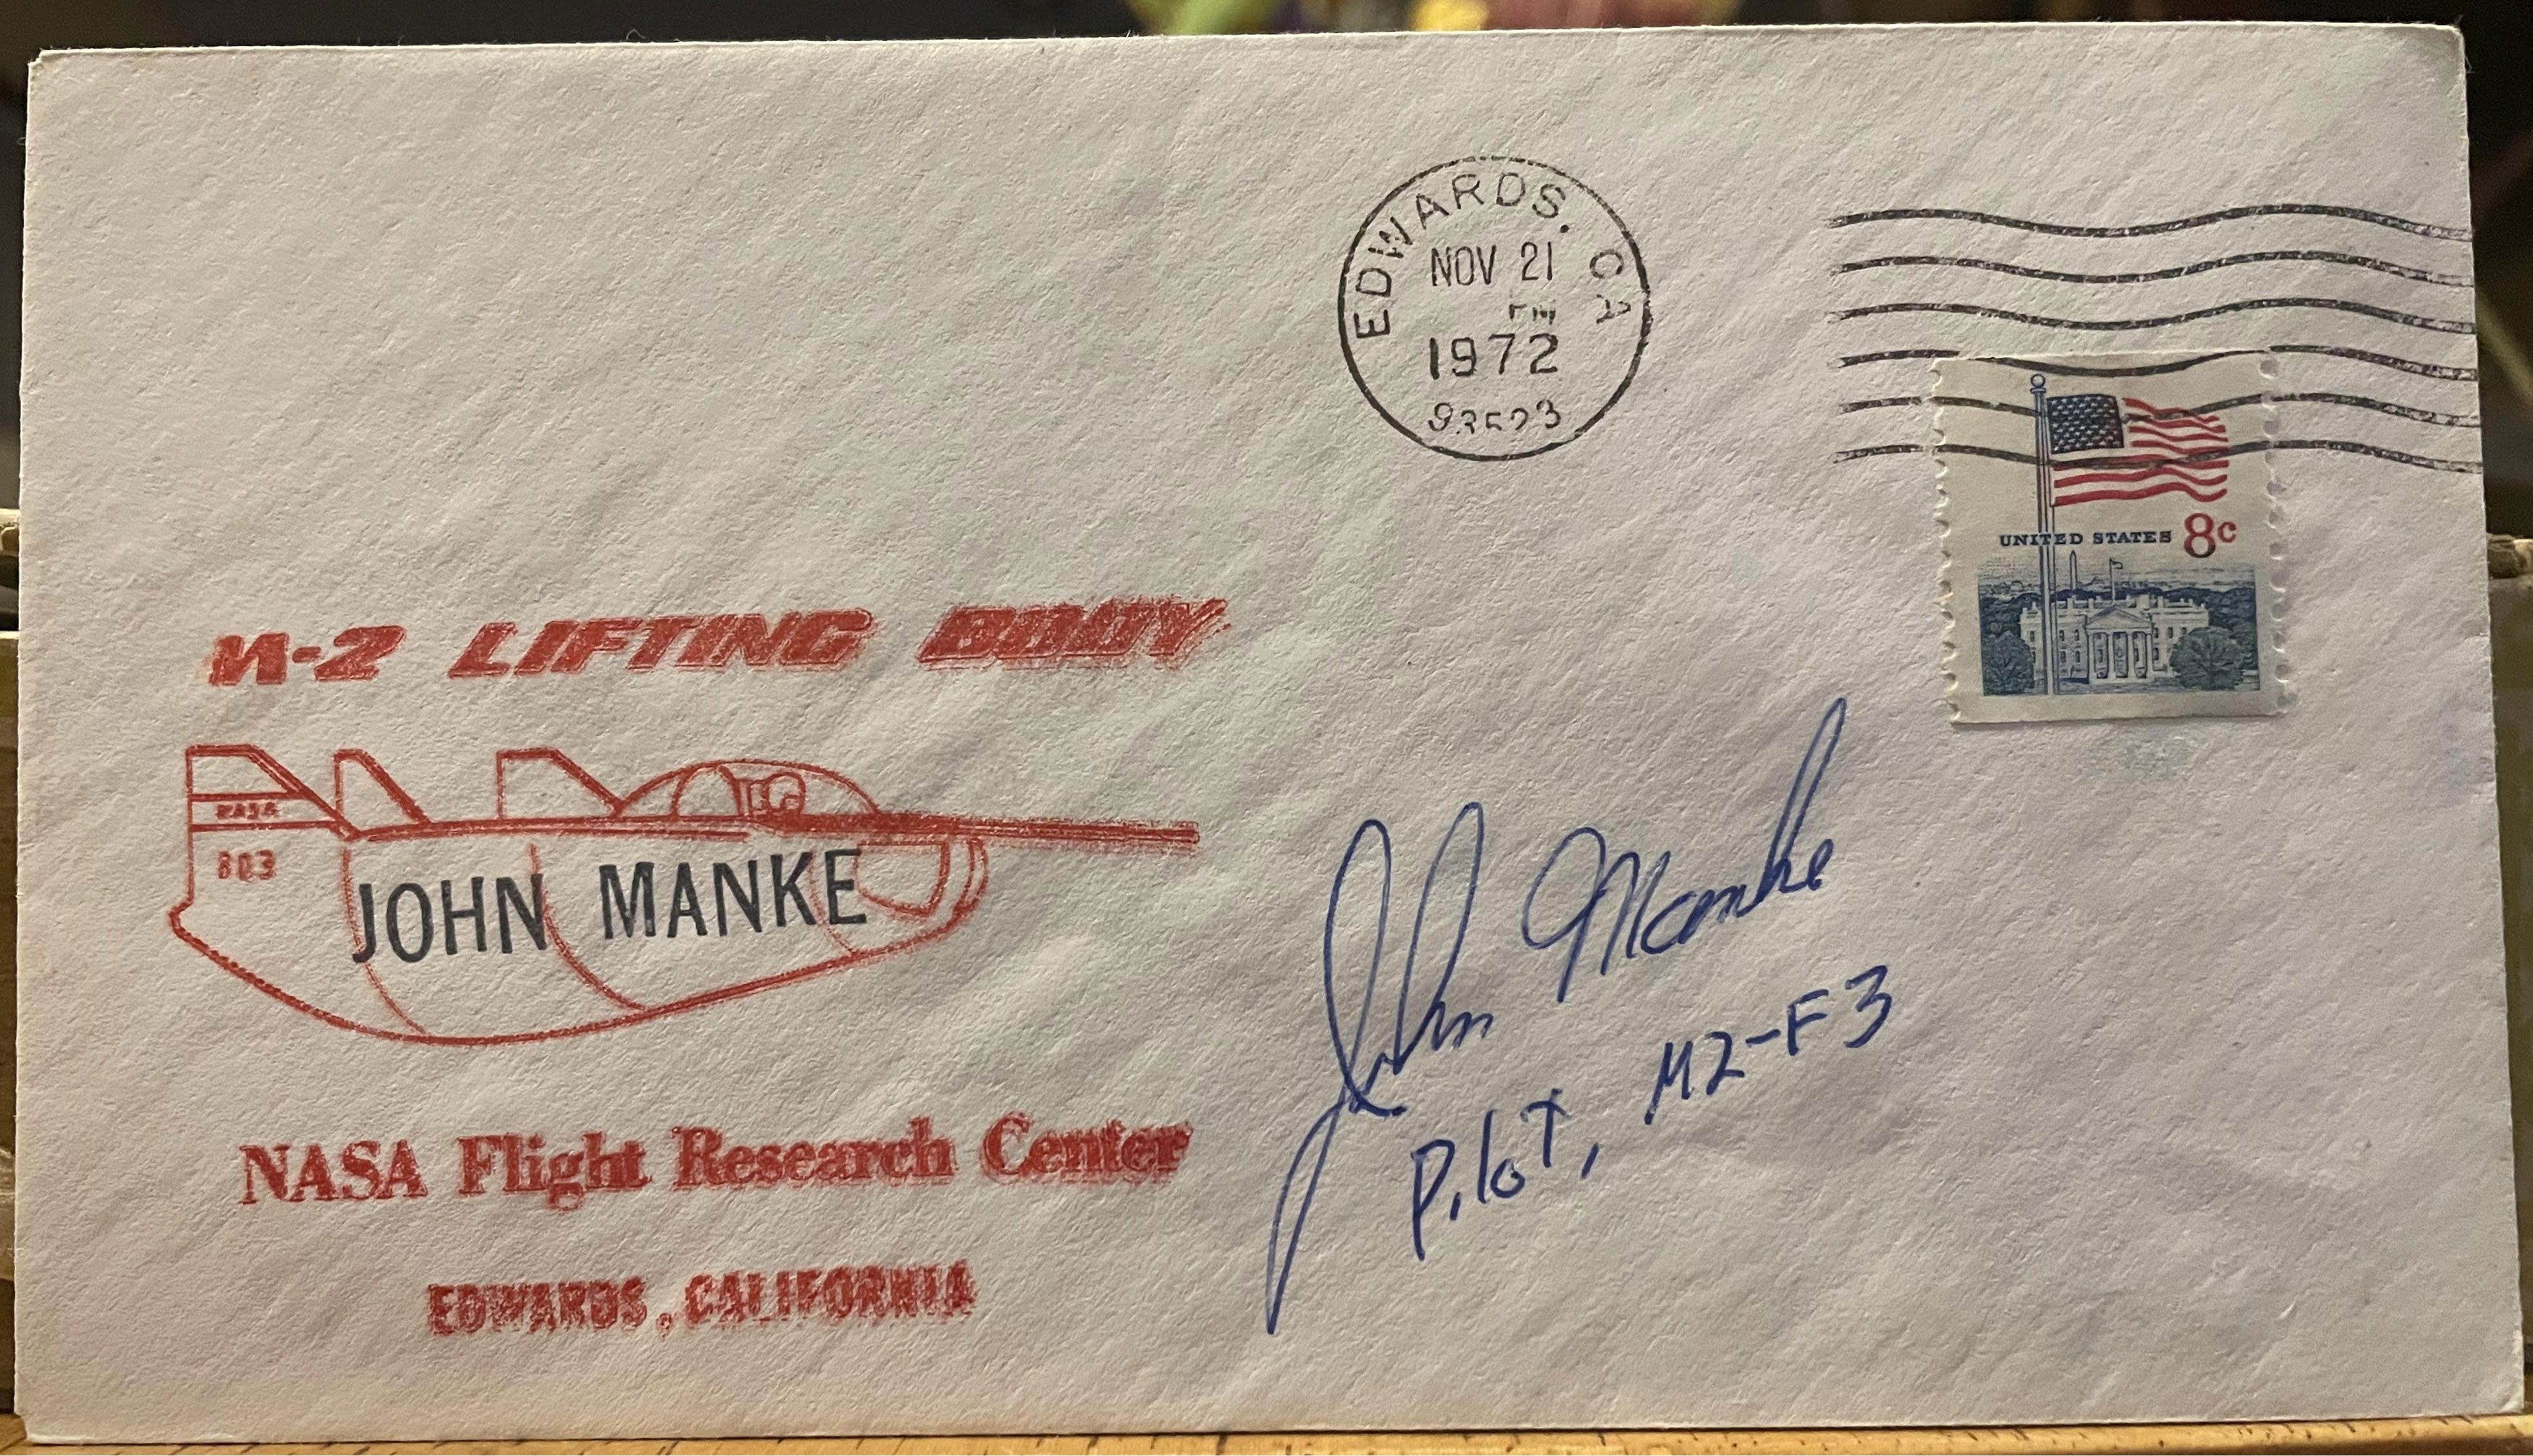 EDWARDS. CA
NOV 21
PM
1972
93523
UNITED STATES 8c
M-2 LIFTING BODY
NASA
803
JOHN MANKE
John Manke
Pilot, M2-F3
NASA Flight Research Center
EDWARDS, CALIFORNIA